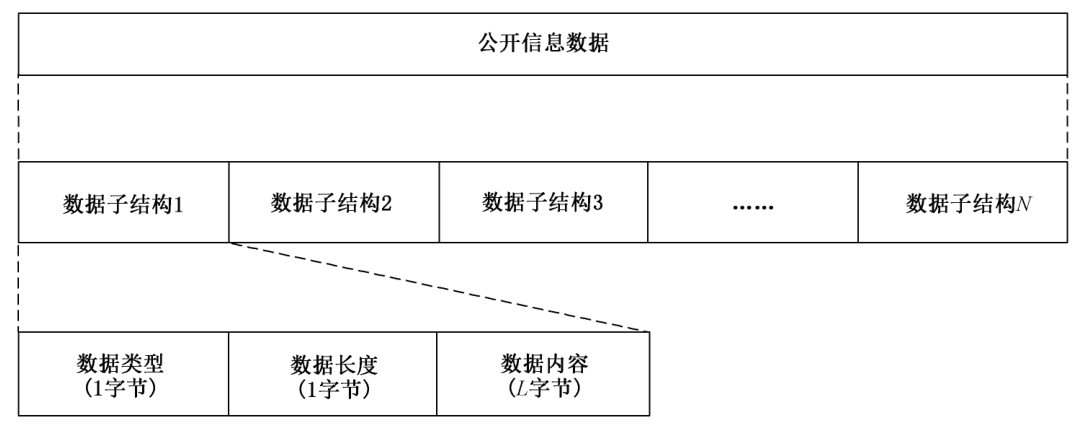 公开信息数据
数据子结构1
数据子结构2
数据子结构3
……
数据子结构N
数据类型
(1字节)
数据长度
(1字节)
数据内容
(L字节)